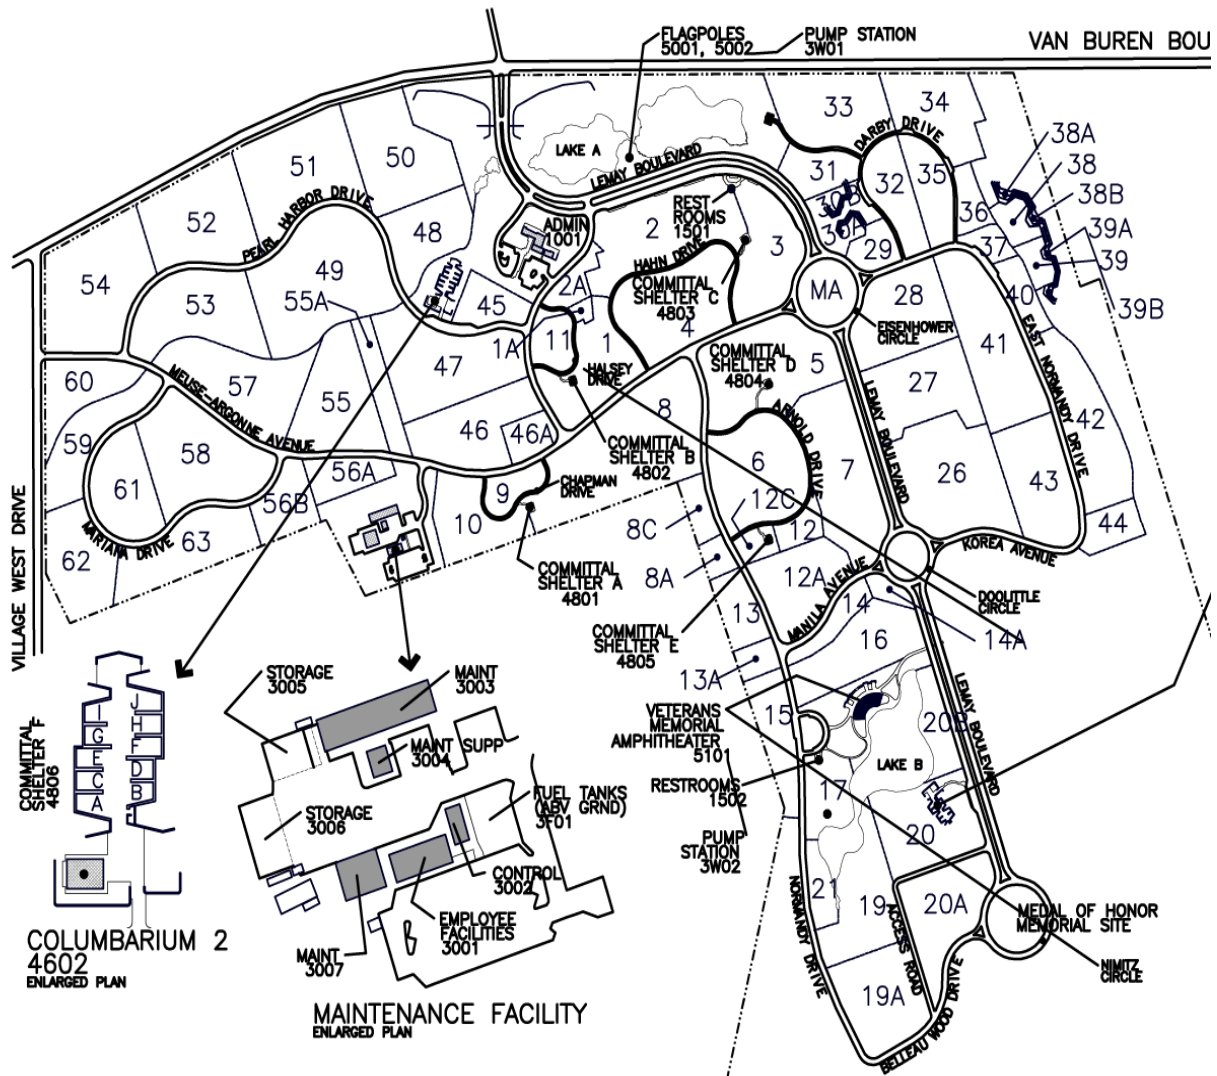 FLAGPOLES
5001, 5002
PUMP STATION
3W01
VAN BUREN BOU
33
34
38A
38
38B
39A
39
39B
LAKE A
LEMAY BOULEVARD
DARBY DRIVE
31
32
35
30B
30A
29
36
37
40
51
50
52
PEARL HARBOR DRIVE
48
ADMIN
1001
2
REST
ROOMS
1501
3
54
53
49
55A
45
2A
HAHN DRIVE
COMMITTAL
SHELTER C
4803
4
MA
28
EISENHOWER
CIRCLE
41
EAST NORMANDY DRIVE
42
1A
11
1
HALSEY
DRIVE
COMMITTAL
SHELTER D
4804
5
27
LEMAY BOULEVARD
60
57
55
47
MEUSE-ARGONNE AVENUE
8
ARNOLD DRIVE
59
58
46
46A
COMMITTAL
SHELTER B
4802
6
7
26
43
61
56A
56B
9
CHAPMAN
DRIVE
10
12C
12
44
VILLAGE WEST DRIVE
62
63
MARIANA DRIVE
8C
8A
12A
KOREA AVENUE
COMMITTAL
SHELTER A
4801
13
MANILA AVENUE
14
DOOLITTLE
CIRCLE
14A
COMMITTAL
SHELTER E
4805
16
13A
STORAGE
3005
MAINT
3003
15
VETERANS
MEMORIAL
AMPHITHEATER
5101
20B
LEMAY BOULEVARD
COMMITTAL
SHELTER F
4806
I
G
E
C
A
J
H
F
D
B
MAINT SUPP
3004
LAKE B
RESTROOMS
1502
FUEL TANKS
(ABV GRND)
3F01
STORAGE
3006
17
20
PUMP
STATION
3W02
CONTROL
3002
21
19
20A
NORMANDY DRIVE
ACCESS ROAD
MEDAL OF HONOR
MEMORIAL SITE
EMPLOYEE
FACILITIES
3001
MAINT
3007
COLUMBARIUM 2
4602
ENLARGED PLAN
NIMITZ
CIRCLE
19A
BELLEAU WOOD DRIVE
MAINTENANCE FACILITY
ENLARGED PLAN